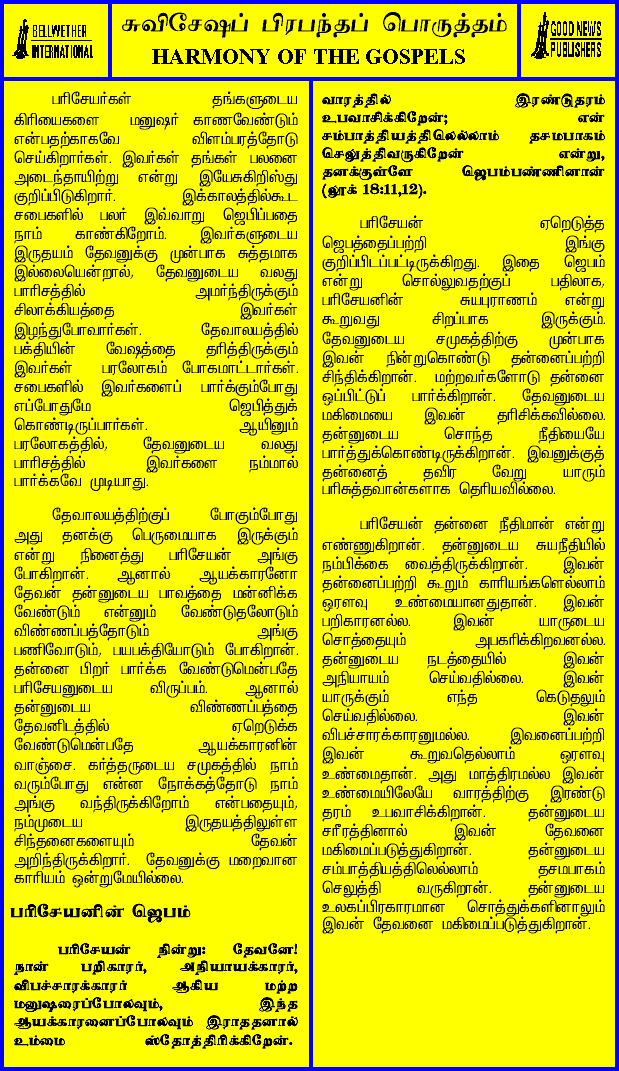 BELLWETHER
INTERNATIONAL
சுவிசேஷப் பிரபந்தப் பொருத்தம்
HARMONY OF THE GOSPELS
GOOD NEWS
PUBLISHERS
பரிசேயர்கள் தங்களுடைய
கிரியைகளை மனுஷர் காணவேண்டும்
என்பதற்காகவே விளம்பரத்தோடு
செய்கிறார்கள். இவர்கள் தங்கள் பலனை
அடைந்தாயிற்று என்று இயேசுகிறிஸ்து
குறிப்பிடுகிறார். இக்காலத்தில்கூட
சபைகளில் பலர் இவ்வாறு ஜெபிப்பதை
நாம் காண்கிறோம். இவர்களுடைய
இருதயம் தேவனுக்கு முன்பாக சுத்தமாக
இல்லையென்றால், தேவனுடைய வலது
பாரிசத்தில் அமர்ந்திருக்கும்
சிலாக்கியத்தை இவர்கள்
இழந்துபோவார்கள். தேவாலயத்தில்
பக்தியின் வேஷத்தை தரித்திருக்கும்
இவர்கள் பரலோகம் போகமாட்டார்கள்.
சபைகளில் இவர்களைப் பார்க்கும்போது
எப்போதுமே ஜெபித்துக்
கொண்டிருப்பார்கள். ஆயினும்
பரலோகத்தில், தேவனுடைய வலது
பாரிசத்தில் இவர்களை நம்மால்
பார்க்கவே முடியாது.
தேவாலயத்திற்குப் போகும்போது
அது தனக்கு பெருமையாக இருக்கும்
என்று நினைத்து பரிசேயன் அங்கு
போகிறான். ஆனால் ஆயக்காரனோ
தேவன் தன்னுடைய பாவத்தை மன்னிக்க
வேண்டும் என்னும் வேண்டுதலோடும்
விண்ணப்பத்தோடும் அங்கு
பணிவோடும், பயபக்தியோடும் போகிறான்.
தன்னை பிறர் பார்க்க வேண்டுமென்பதே
பரிசேயனுடைய விருப்பம். ஆனால்
தன்னுடைய விண்ணப்பத்தை
தேவனிடத்தில் ஏறெடுக்க
வேண்டுமென்பதே ஆயக்காரனின்
வாஞ்சை. கர்த்தருடைய சமுகத்தில் நாம்
வரும்போது என்ன நோக்கத்தோடு நாம்
அங்கு வந்திருக்கிறோம் என்பதையும்,
நம்முடைய இருதயத்திலுள்ள
சிந்தனைகளையும் தேவன்
அறிந்திருக்கிறார். தேவனுக்கு மறைவான
காரியம் ஒன்றுமேயில்லை.
பரிசேயனின் ஜெபம்
பரிசேயன் நின்று: தேவனே!
நான் பறிகாரர், அநியாயக்காரர்,
விபச்சாரக்காரர் ஆகிய மற்ற
மனுஷரைப்போலவும், இந்த
ஆயக்காரனைப்போலவும் இராததனால்
உம்மை ஸ்தோத்திரிக்கிறேன்.
வாரத்தில் இரண்டுதரம்
உபவாசிக்கிறேன்; என்
சம்பாத்தியத்திலெல்லாம் தசமபாகம்
செலுத்திவருகிறேன் என்று,
தனக்குள்ளே ஜெபம்பண்ணினான்
(லூக் 18:11,12).
பரிசேயன் ஏறெடுத்த
ஜெபத்தைப்பற்றி இங்கு
குறிப்பிடப்பட்டிருக்கிறது. இதை ஜெபம்
என்று சொல்லுவதற்குப் பதிலாக,
பரிசேயனின் சுயபுராணம் என்று
கூறுவது சிறப்பாக இருக்கும்.
தேவனுடைய சமுகத்திற்கு முன்பாக
இவன் நின்றுகொண்டு தன்னைப்பற்றி
சிந்திக்கிறான். மற்றவர்களோடு தன்னை
ஒப்பிட்டுப் பார்க்கிறான். தேவனுடைய
மகிமையை இவன் தரிசிக்கவில்லை.
தன்னுடைய சொந்த நீதியையே
பார்த்துக்கொண்டிருக்கிறான். இவனுக்குத்
தன்னைத் தவிர வேறு யாரும்
பரிசுத்தவான்களாக தெரியவில்லை.
பரிசேயன் தன்னை நீதிமான் என்று
எண்ணுகிறான். தன்னுடைய சுயநீதியில்
நம்பிக்கை வைத்திருக்கிறான். இவன்
தன்னைப்பற்றி கூறும் காரியங்களெல்லாம்
ஓரளவு உண்மையானதுதான். இவன்
பறிகாரனல்ல. இவன் யாருடைய
சொத்தையும் அபகரிக்கிறவனல்ல.
தன்னுடைய நடத்தையில் இவன்
அநியாயம் செய்வதில்லை. இவன்
யாருக்கும் எந்த கெடுதலும்
செய்வதில்லை. இவன்
விபச்சாரக்காரனுமல்ல. இவனைப்பற்றி
இவன் கூறுவதெல்லாம் ஓரளவு
உண்மைதான். அது மாத்திரமல்ல இவன்
உண்மையிலேயே வாரத்திற்கு இரண்டு
தரம் உபவாசிக்கிறான். தன்னுடைய
சரீரத்தினால் இவன் தேவனை
மகிமைப்படுத்துகிறான். தன்னுடைய
சம்பாத்தியத்திலெல்லாம் தசமபாகம்
செலுத்தி வருகிறான். தன்னுடைய
உலகப்பிரகாரமான சொத்துக்களினாலும்
இவன் தேவனை மகிமைப்படுத்துகிறான்.